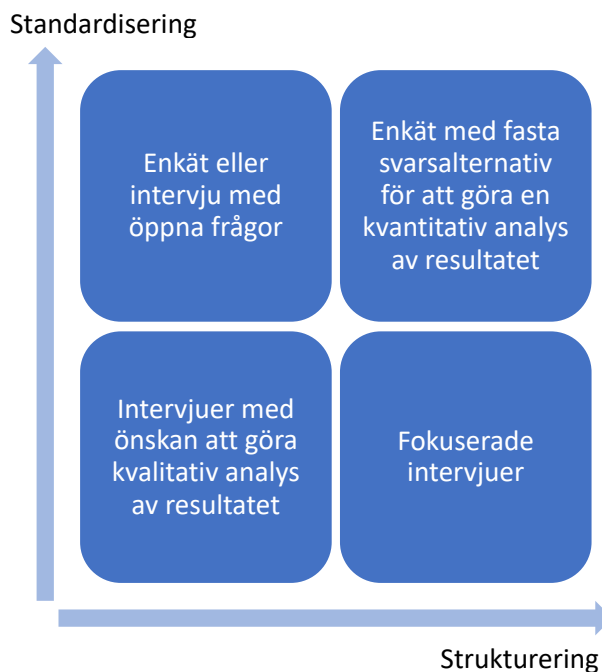 Standardisering
Enkät eller
intervju med
öppna frågor
Enkät med fasta
svarsalternativ
för att göra en
kvantitativ analys
av resultatet
Intervjuer med
önskan att göra
kvalitativ analys
av resultatet
Fokuserade
intervjuer
Strukturering